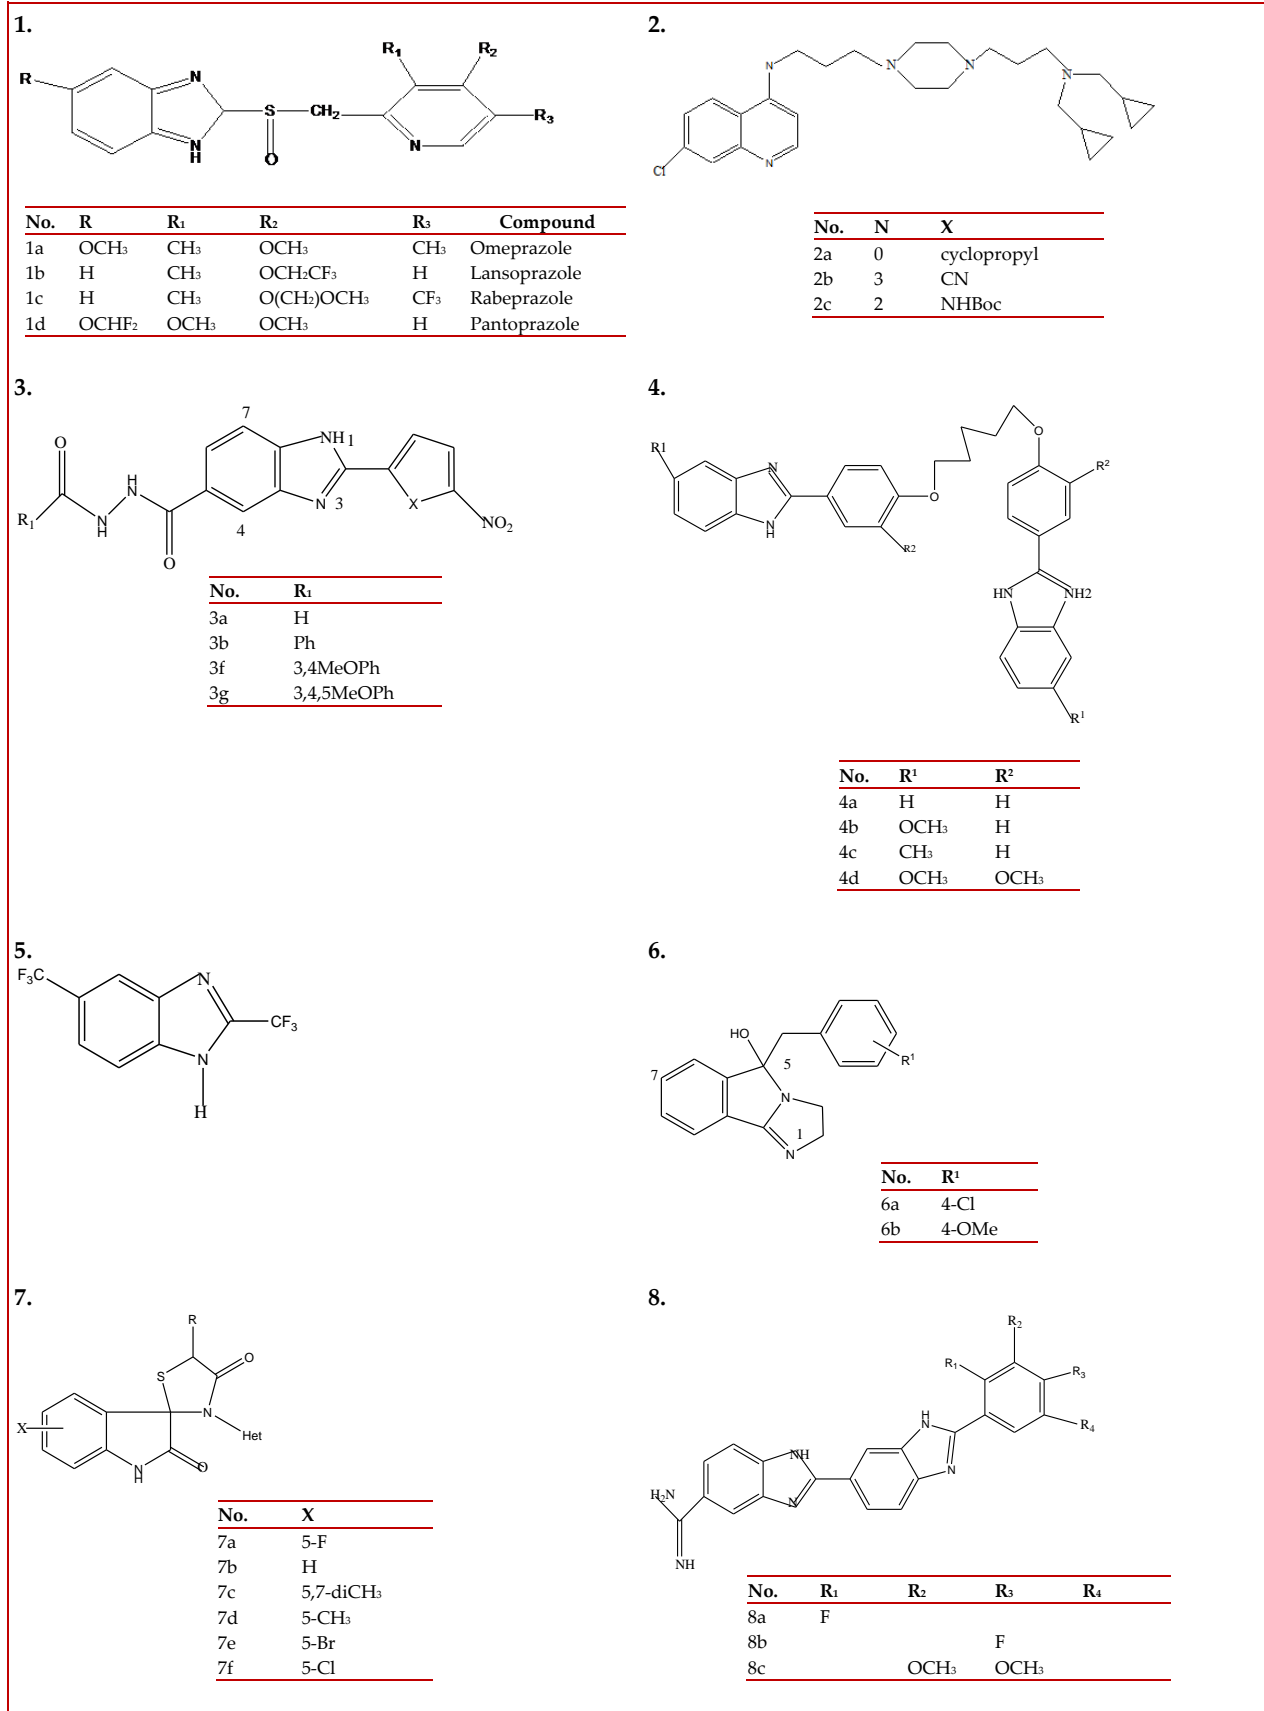 1.
R
N
N
H
S
O
CH2
R1
R2
R3
N
No. R R1 R2 R3 Compound
1a OCH3 CH3 OCH3 CH3 Omeprazole
1b H CH3 OCH2CF3 H Lansoprazole
1c H CH3 O(CH2)OCH3 CF3 Rabeprazole
1d OCHF2 OCH3 OCH3 H Pantoprazole
2.
N
H
N
N
N
Cl
N
No. N X
2a 0 cyclopropyl
2b 3 CN
2c 2 NHBoc
3.
O
R1
N
H
H
N
O
7
4
NH 1
N 3
X
NO2
No. R1
3a H
3b Ph
3f 3,4MeOPh
3g 3,4,5MeOPh
4.
R1
N
N
H
O
R2
O
R2
HN
NH2
R1
No. R1 R2
4a H H
4b OCH3 H
4c CH3 H
4d OCH3 OCH3
5.
F3C
N
CF3
N
H
6.
HO
R1
5
7
N
N
1
No. R1
6a 4-Cl
6b 4-OMe
7.
R
O
S
N
Het
X
N
H
O
No. X
7a 5-F
7b H
7c 5,7-diCH3
7d 5-CH3
7e 5-Br
7f 5-Cl
8.
R2
R1
R3
R4
H
N
N
NH
N
H2N
NH
No. R1 R2 R3 R4
8a F
8b F
8c OCH3 OCH3